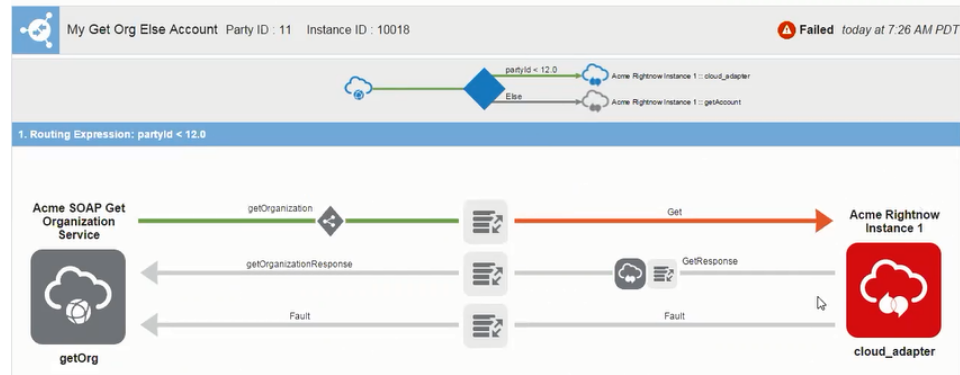 My Get Org Else Account Party ID : 11 Instance ID : 10018
Failed today at 7:26 AM PDT
partyId < 12.0
Acme Rightnow Instance 1 :: cloud_adapter
Else
Acme Rightnow Instance 1 :: getAccount
1. Routing Expression: partyId < 12.0
Acme SOAP Get
Organization
Service
getOrganization
Get
Acme Rightnow
Instance 1
getOrganizationResponse
GetResponse
Fault
Fault
getOrg
cloud_adapter